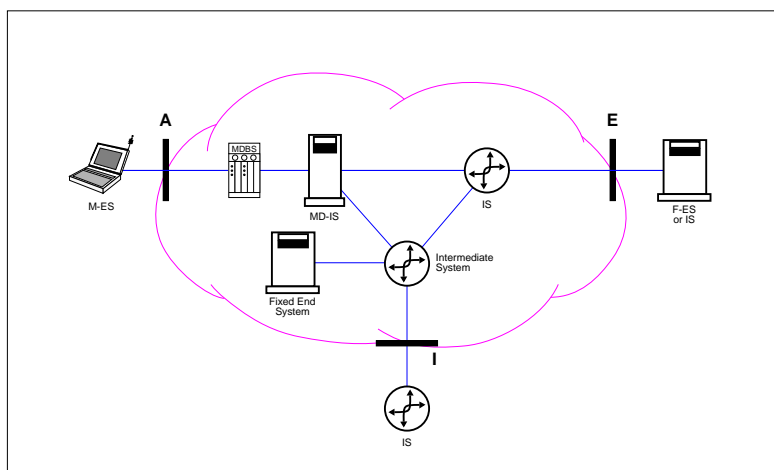 A
E
MDBS
M-ES
MD-IS
IS
F-ES
or IS
Intermediate
System
Fixed End
System
I
IS